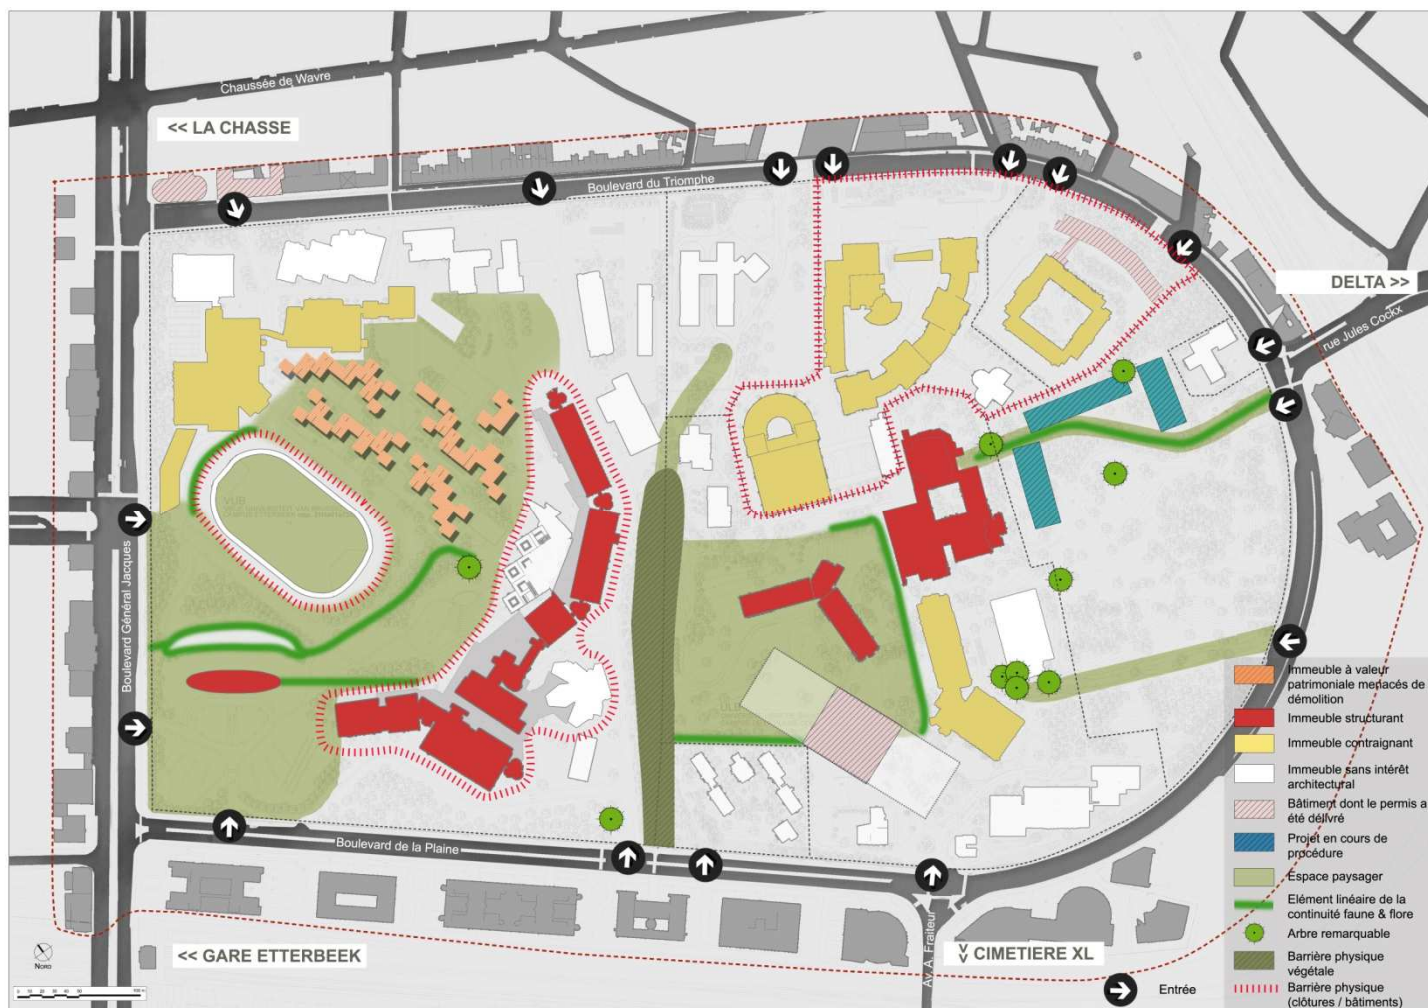 Chaussée de Wavre
<< LA CHASSE
Boulevard du Triomphe
DELTA >>
rue Jules Cockx
Boulevard Général Jacques
Boulevard de la Plaine
Av. A. Fraiteur
<< GARE ETTERBEEK
<< CIMETIERE XL
NORD
Immeuble à valeur
patrimoniale menacés de
démolition
Immeuble structurant
Immeuble contraignant
Immeuble sans intérêt
architectural
Bâtiment dont le permis a
été délivré
Projet en cours de
procédure
Espace paysager
Elément linéaire de la
continuité faune & flore
Arbre remarquable
Barrière physique
végétale
Barrière physique
(clôtures / bâtiments)
Entrée